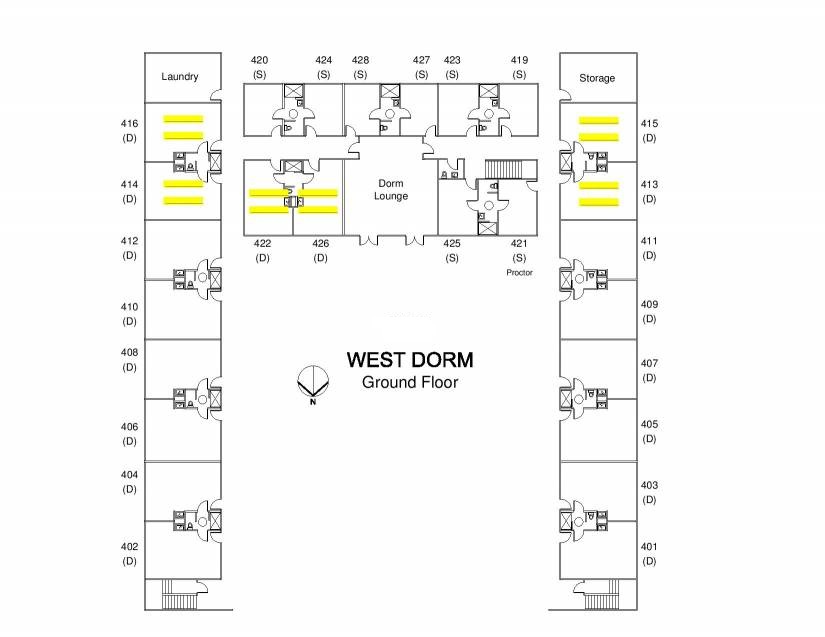 420 424 428 427 423 419
(S) (S) (S) (S) (S) (S)
Laundry
Storage
416
(D)
415
(D)
414
(D)
413
(D)
Dorm
Lounge
422 426 425 421
(D) (D) (S) (S)
Proctor
412
(D)
411
(D)
410
(D)
409
(D)
408
(D)
407
(D)
WEST DORM
Ground Floor
N
406
(D)
405
(D)
404
(D)
403
(D)
402
(D)
401
(D)